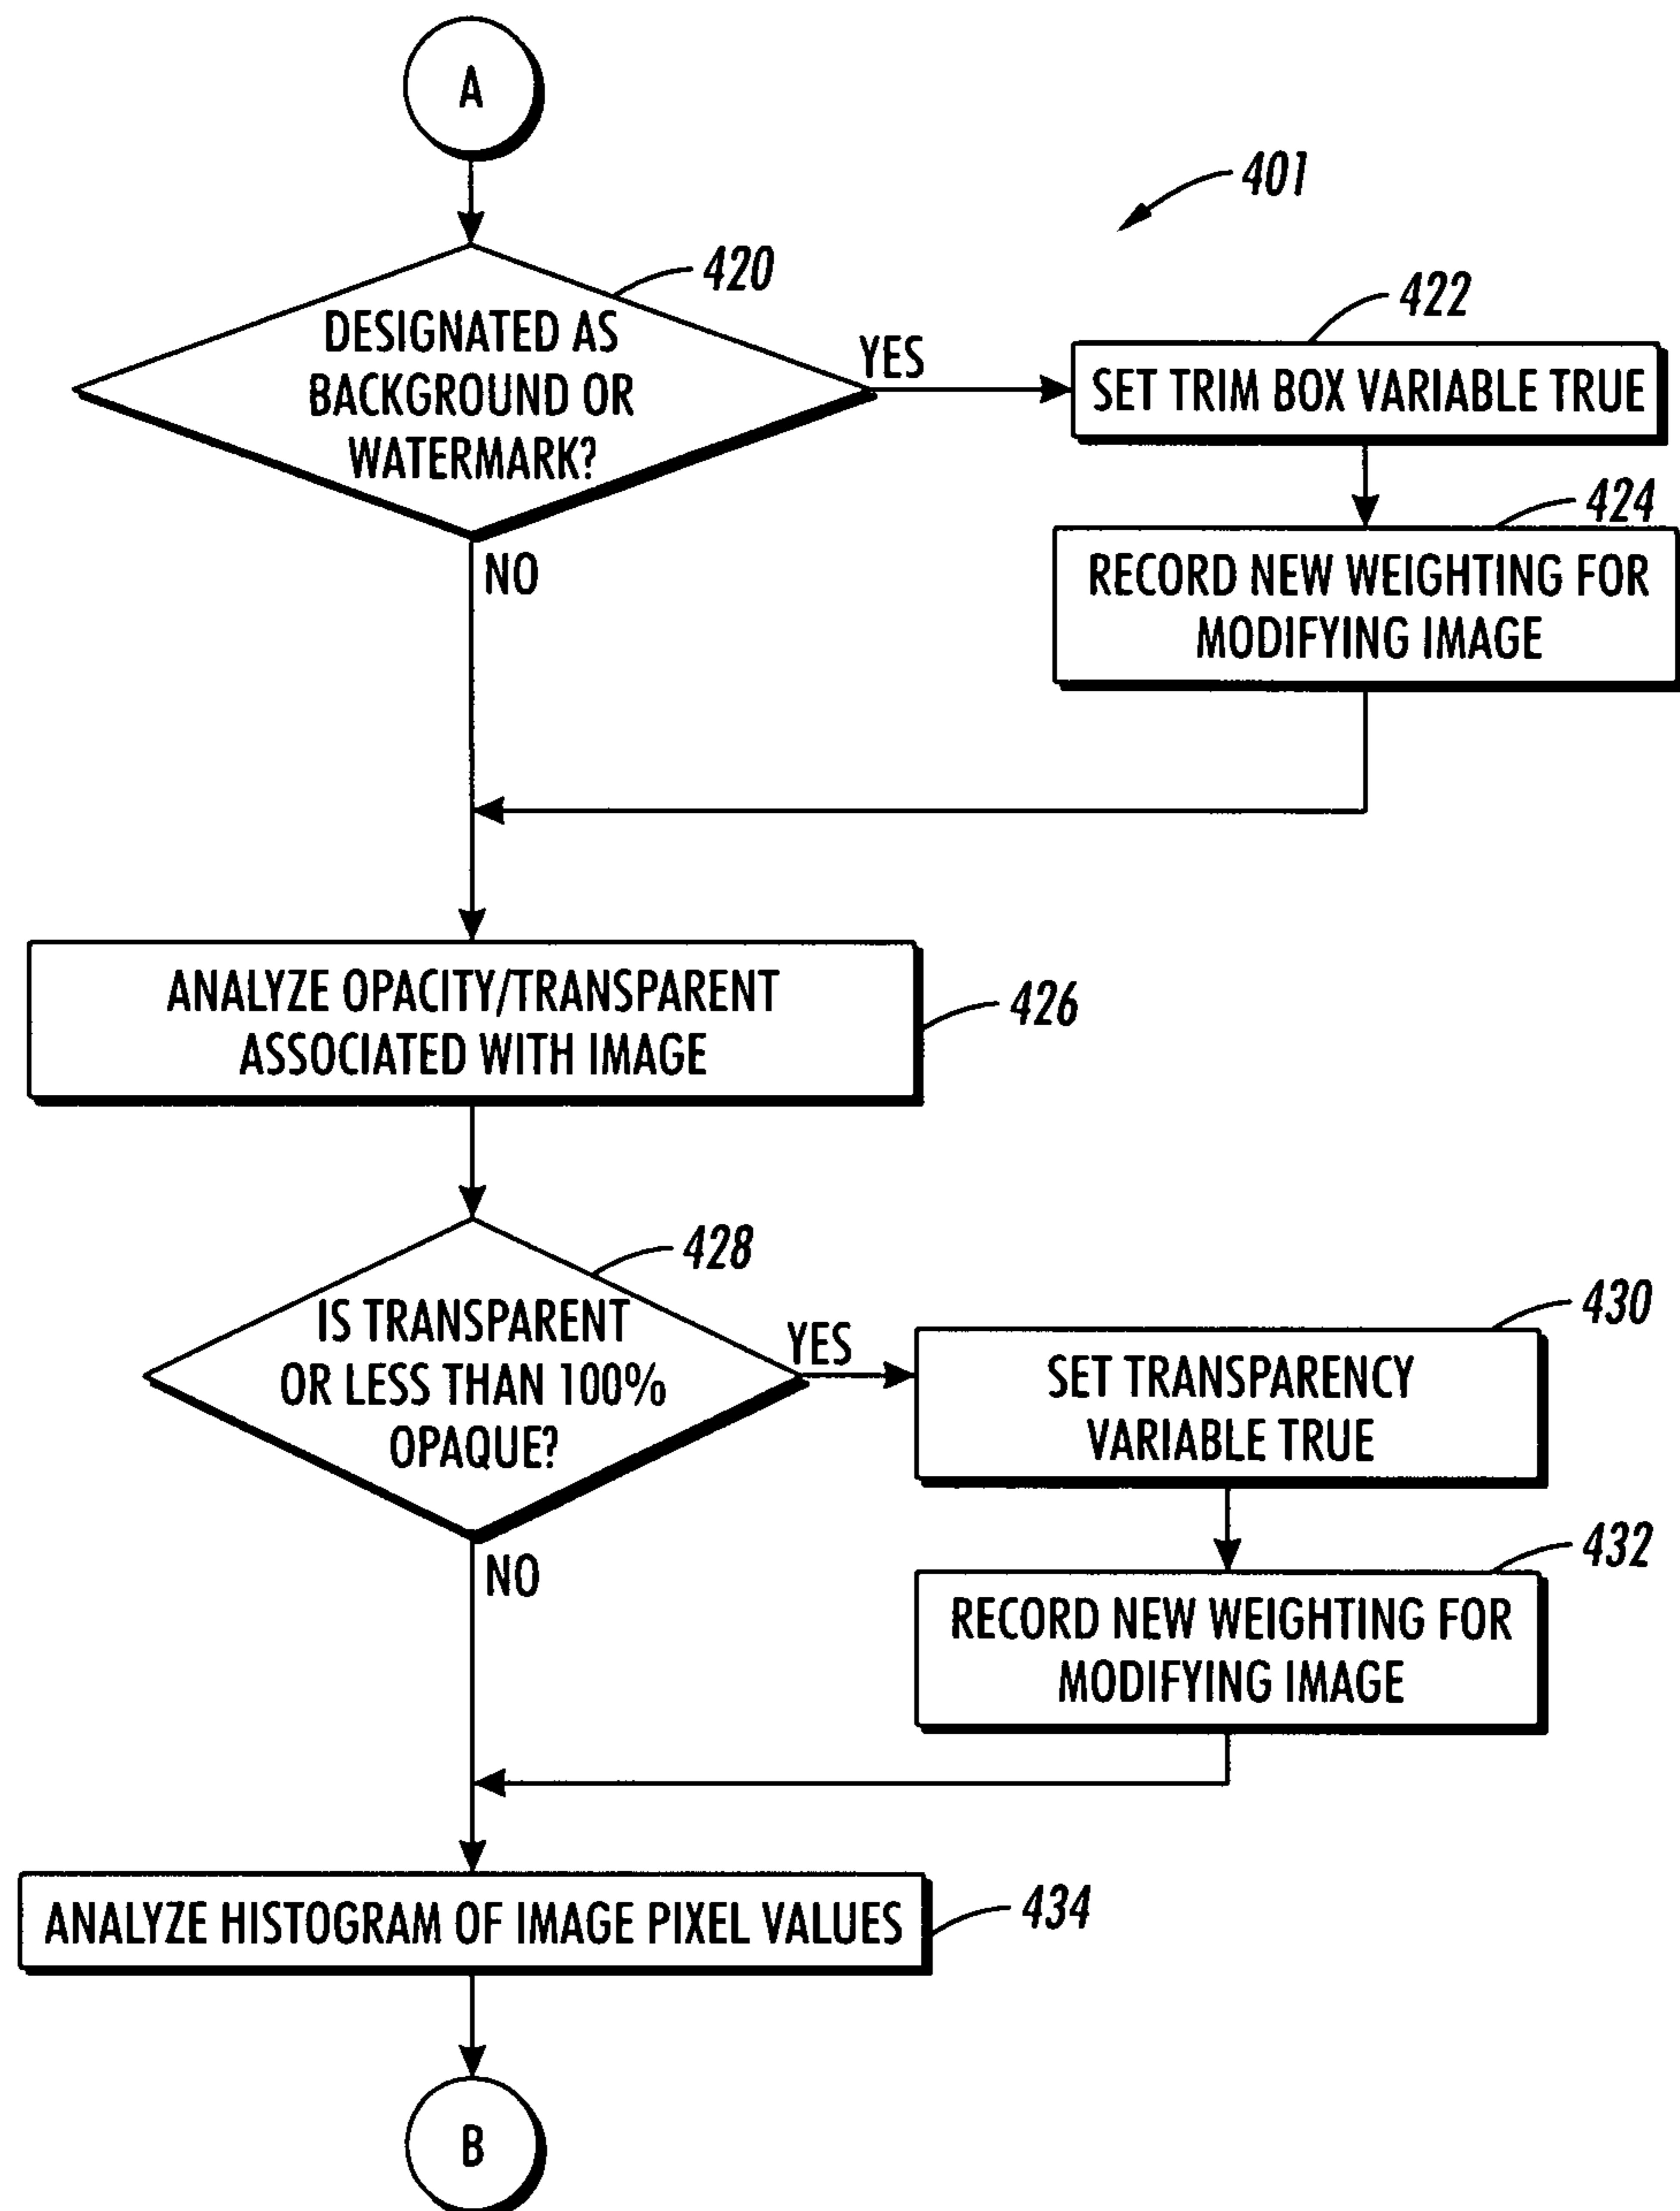 A
401
420
DESIGNATED AS
BACKGROUND OR
WATERMARK?
YES
422
SET TRIM BOX VARIABLE TRUE
424
RECORD NEW WEIGHTING FOR
MODIFYING IMAGE
NO
ANALYZE OPACITY/TRANSPARENT
ASSOCIATED WITH IMAGE
426
428
IS TRANSPARENT
OR LESS THAN 100%
OPAQUE?
YES
430
SET TRANSPARENCY
VARIABLE TRUE
432
RECORD NEW WEIGHTING FOR
MODIFYING IMAGE
NO
ANALYZE HISTOGRAM OF IMAGE PIXEL VALUES
434
B